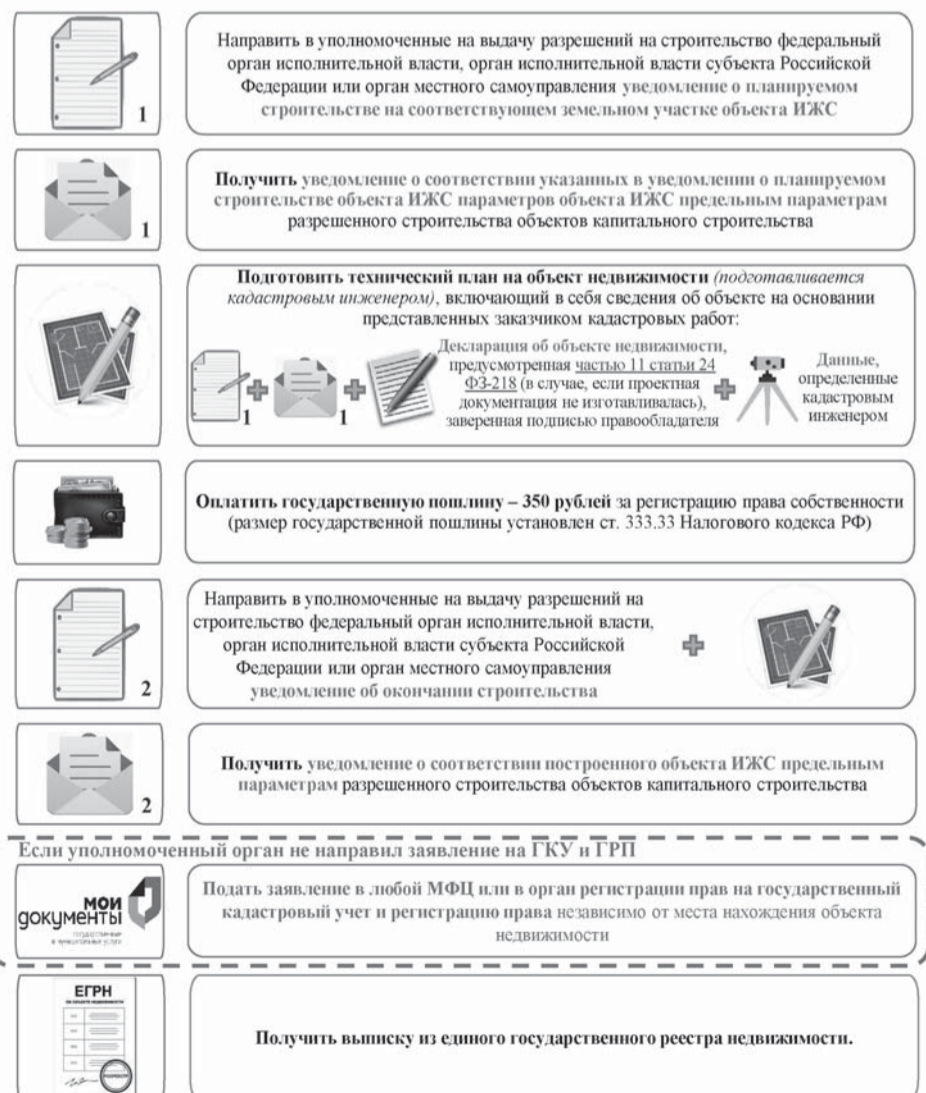 Направить в уполномоченные на выдачу разрешений на строительство федеральный
орган исполнительной власти, орган исполнительной власти субъекта Российской
Федерации или орган местного самоуправления уведомление о планируемом
строительстве на соответствующем земельном участке объекта ИЖС
1
Получить уведомление о соответствии указанных в уведомлении о планируемом
строительстве объекта ИЖС параметров объекта ИЖС предельным параметрам
разрешенного строительства объектов капитального строительства
1
Подготовить технический план на объект недвижимости (подготавливается
кадастровым инженером), включающий в себя сведения об объекте на основании
представленных заказчиком кадастровых работ:
1
1
Декларация об объекте недвижимости,
предусмотренная частью 11 статьи 24
ФЗ-218 (в случае, если проектная
документация не изготавливалась),
заверенная подписью правообладателя
Данные,
определенные
кадастровым
инженером
Оплатить государственную пошлину – 350 рублей за регистрацию права собственности
(размер государственной пошлины установлен ст. 333.33 Налогового кодекса РФ)
Направить в уполномоченные на выдачу разрешений на
строительство федеральный орган исполнительной власти,
орган исполнительной власти субъекта Российской
Федерации или орган местного самоуправления
уведомление об окончании строительства
2
Получить уведомление о соответствии построенного объекта ИЖС предельным
параметрам разрешенного строительства объектов капитального строительства
2
Если уполномоченный орган не направил заявление на ГКУ и ГРП
мои
документы
государственные
и муниципальные услуги
Подать заявление в любой МФЦ или в орган регистрации прав на государственный
кадастровый учет и регистрацию права независимо от места нахождения объекта
недвижимости
ЕГРН
Получить выписку из единого государственного реестра недвижимости.